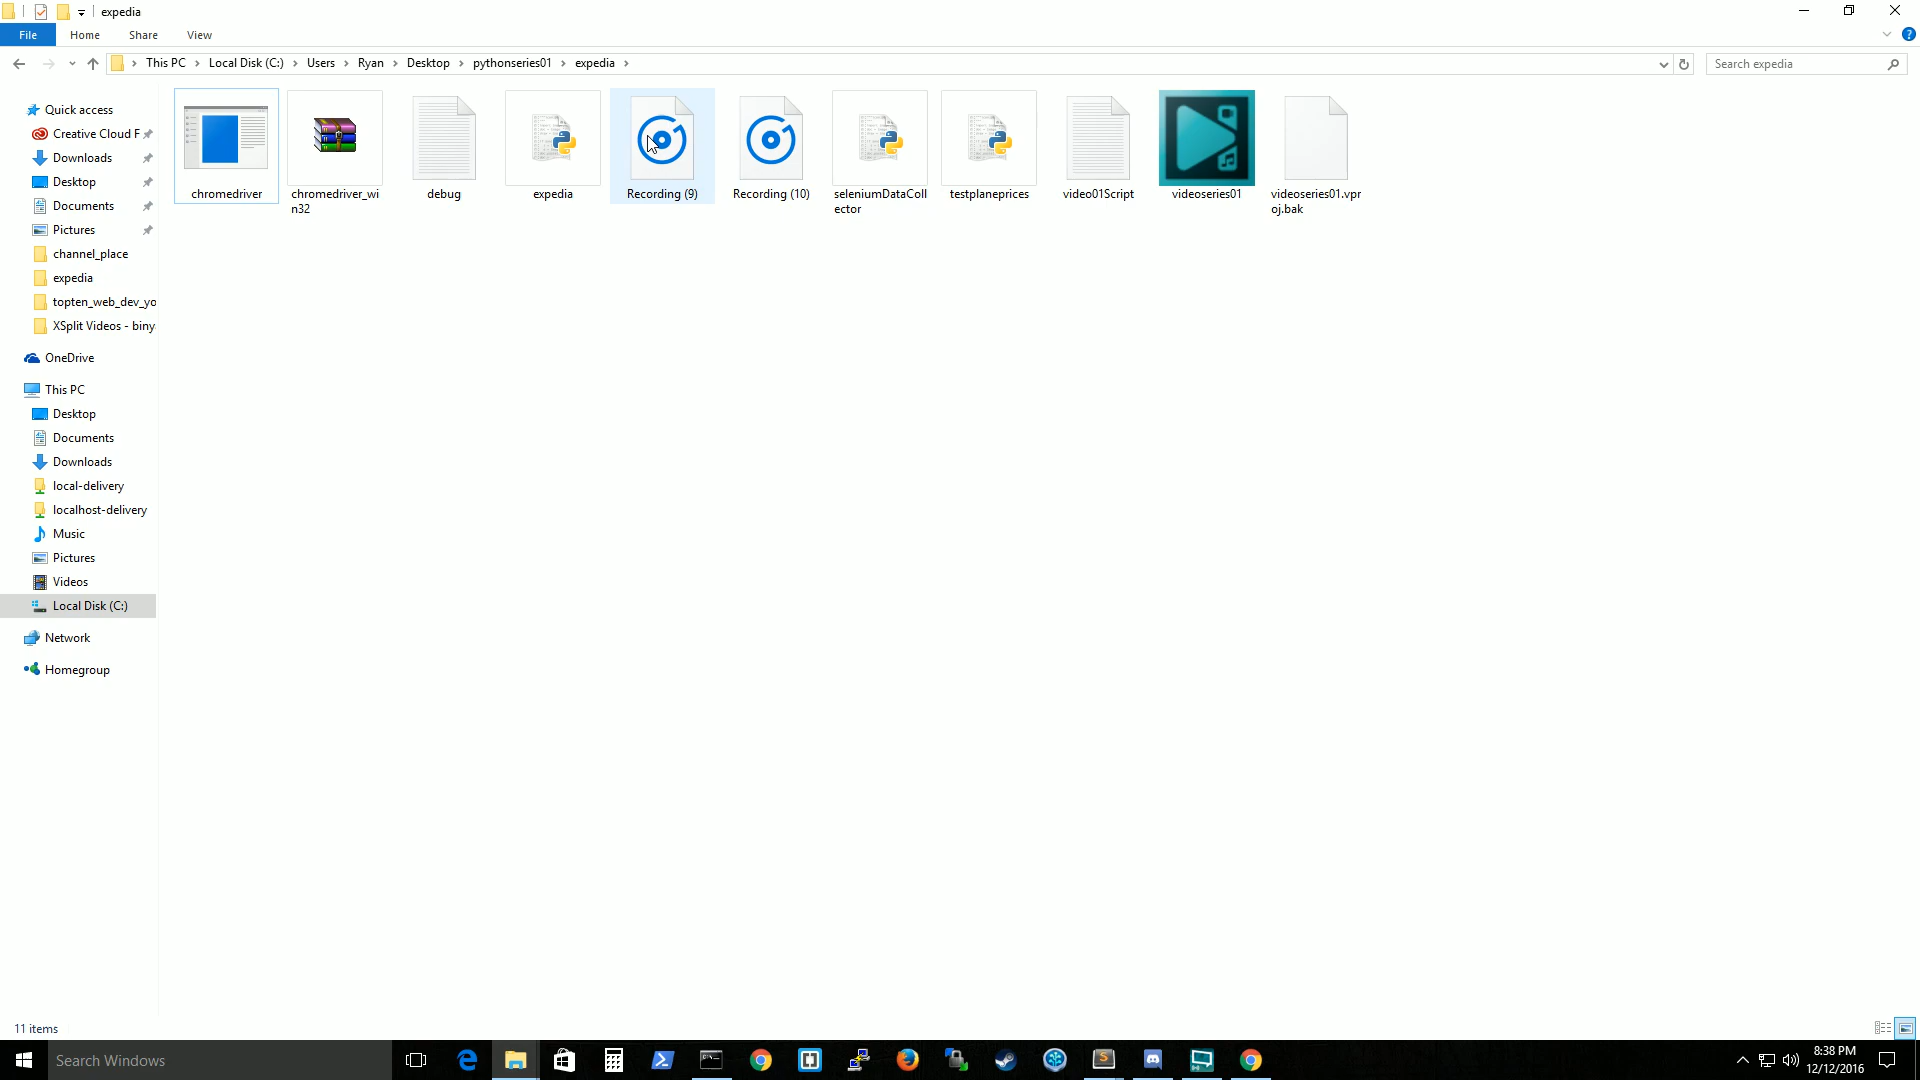 expedia
File
Home
Share
View
This PC
Local Disk (C:)
Users
Ryan
Desktop
pythonseries01
expedia
Search expedia
Quick access
Creative Cloud F
Downloads
Desktop
Documents
Pictures
channel_place
expedia
topten_web_dev_yo
XSplit Videos - biny
OneDrive
This PC
Desktop
Documents
Downloads
local-delivery
localhost-delivery
Music
Pictures
Videos
Local Disk (C:)
Network
Homegroup
chromedriver
chromedriver_wi
n32
debug
expedia
Recording (9)
Recording (10)
seleniumDataColl
ector
testplaneprices
video01Script
videoseries01
videoseries01.vpr
oj.bak
11 items
Search Windows
8:38 PM
12/12/2016